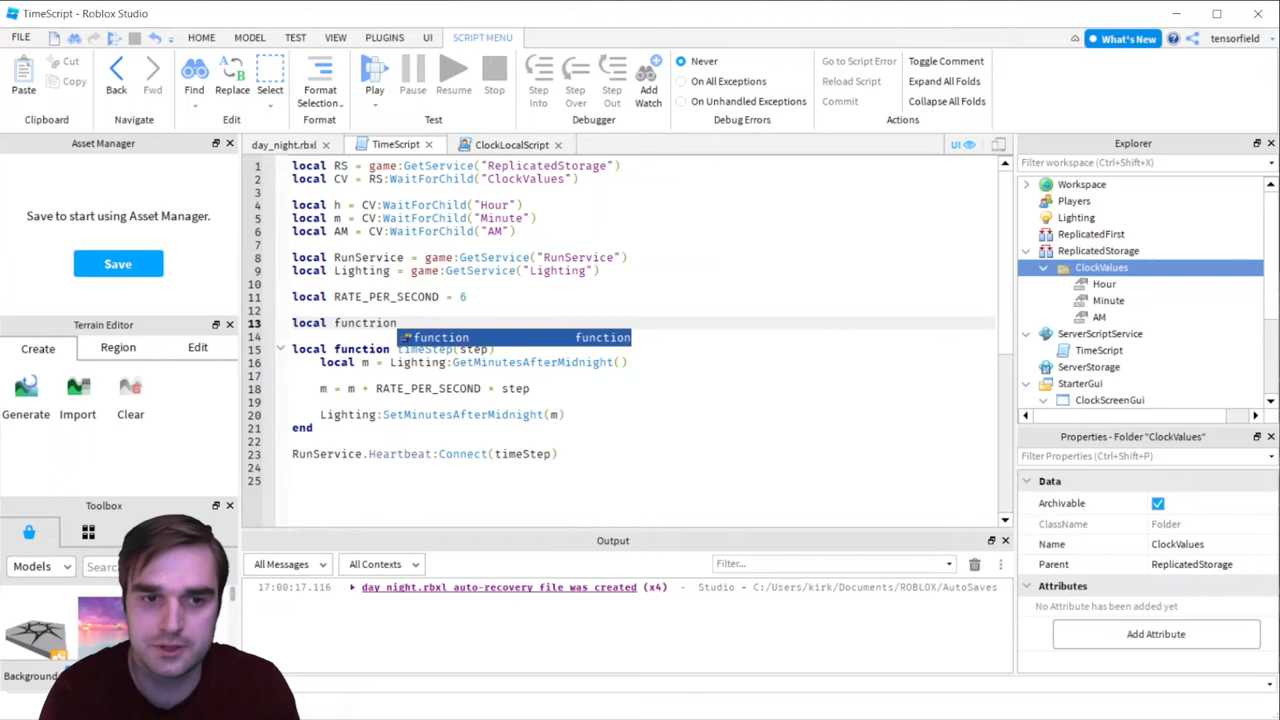 TimeScript - Roblox Studio
FILE HOME MODEL TEST VIEW PLUGINS UI SCRIPT MENU What's New tensorfield
Cut
Copy
Paste Back Fwd Find Replace Select Format Selection... Play Pause Resume Stop Step Into Step Over Step Out Add Watch
Never
On All Exceptions
On Unhandled Exceptions
Go to Script Error
Reload Script
Commit
Toggle Comment
Expand All Folds
Collapse All Folds
Clipboard Navigate Edit Format Test Debugger Debug Errors Actions
Asset Manager
Save to start using Asset Manager.
Save
Terrain Editor
Create Region Edit
Generate Import Clear
Toolbox
Models Searc
Background:
day_night.rbxl TimeScript ClockLocalScript UI
1 local RS = game:GetService("ReplicatedStorage")
2 local CV = RS:WaitForChild("ClockValues")
3
4 local h = CV:WaitForChild("Hour")
5 local m = CV:WaitForChild("Minute")
6 local AM = CV:WaitForChild("AM")
7
8 local RunService = game:GetService("RunService")
9 local Lighting = game:GetService("Lighting")
10
11 local RATE_PER_SECOND = 6
12
13 local functrion
function function
14
15 local function timeStep(step)
16 local m = Lighting:GetMinutesAfterMidnight()
17
18 m = m + RATE_PER_SECOND * step
19
20 Lighting:SetMinutesAfterMidnight(m)
21 end
22
23 RunService.Heartbeat:Connect(timeStep)
24
25
Output
All Messages All Contexts Filter...
17:00:17.116 day night.rbxl auto-recovery file was created (x4) - Studio - C:/Users/kirk/Documents/ROBLOX/AutoSaves
Explorer
Filter workspace (Ctrl+Shift+X)
Workspace
Players
Lighting
ReplicatedFirst
ReplicatedStorage
ClockValues
Hour
Minute
AM
ServerScriptService
TimeScript
ServerStorage
StarterGui
ClockScreenGui
Properties - Folder "ClockValues"
Filter Properties (Ctrl+Shift+P)
Data
Archivable
ClassName Folder
Name ClockValues
Parent ReplicatedStorage
Attributes
No Attribute has been added yet
Add Attribute